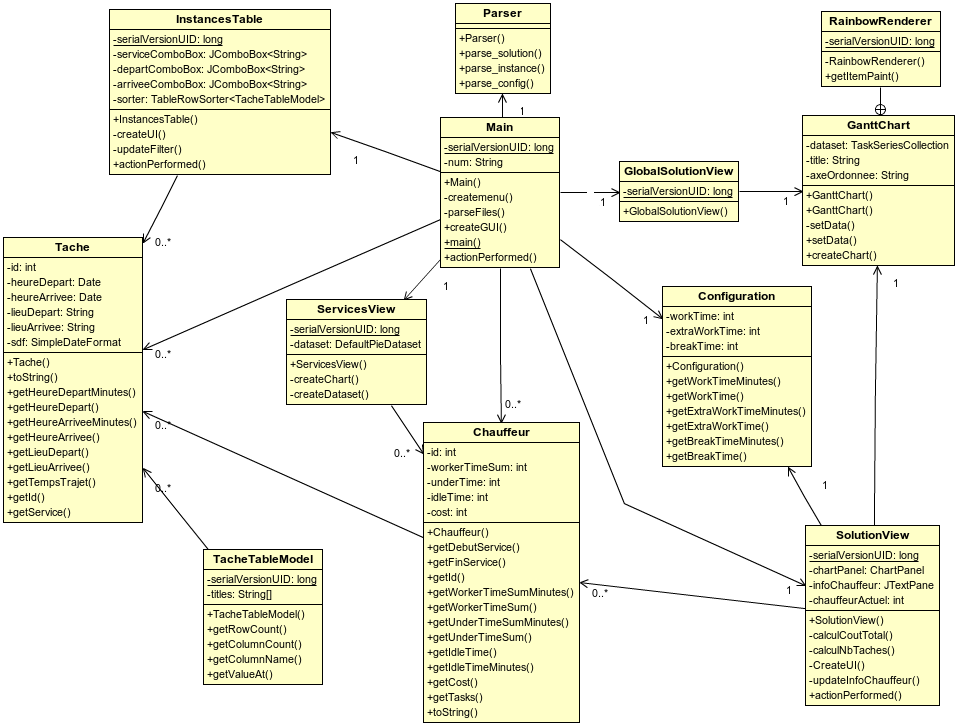 InstancesTable
-serialVersionUID: long
-serviceComboBox: JComboBox<String>
-departComboBox: JComboBox<String>
-arriveeComboBox: JComboBox<String>
-sorter: TableRowSorter<TacheTableModel>
+InstancesTable()
-createUI()
-updateFilter()
+actionPerformed()
Parser
+Parser()
+parse_solution()
+parse_instance()
+parse_config()
RainbowRenderer
-serialVersionUID: long
-RainbowRenderer()
+getItemPaint()
1
Main
-serialVersionUID: long
-num: String
+Main()
-createmenu()
-parseFiles()
+createGUI()
+main()
+actionPerformed()
1
GlobalSolutionView
-serialVersionUID: long
+GlobalSolutionView()
1
GanttChart
-dataset: TaskSeriesCollection
-title: String
-axeOrdonnee: String
+GanttChart()
+GanttChart()
-setData()
+setData()
+createChart()
1
0..*
Tache
-id: int
-heureDepart: Date
-heureArrivee: Date
-lieuDepart: String
-lieuArrivee: String
-sdf: SimpleDateFormat
+Tache()
+toString()
+getHeureDepartMinutes()
+getHeureDepart()
+getHeureArriveeMinutes()
+getHeureArrivee()
+getLieuDepart()
+getLieuArrivee()
+getTempsTrajet()
+getId()
+getService()
0..*
0..*
0..*
1
ServicesView
-serialVersionUID: long
-dataset: DefaultPieDataset
+ServicesView()
-createChart()
-createDataset()
0..*
0..*
1
Configuration
-workTime: int
-extraWorkTime: int
-breakTime: int
+Configuration()
+getWorkTimeMinutes()
+getWorkTime()
+getExtraWorkTimeMinutes()
+getExtraWorkTime()
+getBreakTimeMinutes()
+getBreakTime()
1
1
Chauffeur
-id: int
-workerTimeSum: int
-underTime: int
-idleTime: int
-cost: int
+Chauffeur()
+getDebutService()
+getFinService()
+getId()
+getWorkerTimeSumMinutes()
+getWorkerTimeSum()
+getUnderTimeSumMinutes()
+getUnderTimeSum()
+getIdleTime()
+getIdleTimeMinutes()
+getCost()
+getTasks()
+toString()
0..*
1
TacheTableModel
-serialVersionUID: long
-titles: String[]
+TacheTableModel()
+getRowCount()
+getColumnCount()
+getColumnName()
+getValueAt()
SolutionView
-serialVersionUID: long
-chartPanel: ChartPanel
-infoChauffeur: JTextPane
-chauffeurActuel: int
+SolutionView()
-calculCoutTotal()
-calculNbTaches()
-CreateUI()
-updateInfoChauffeur()
+actionPerformed()